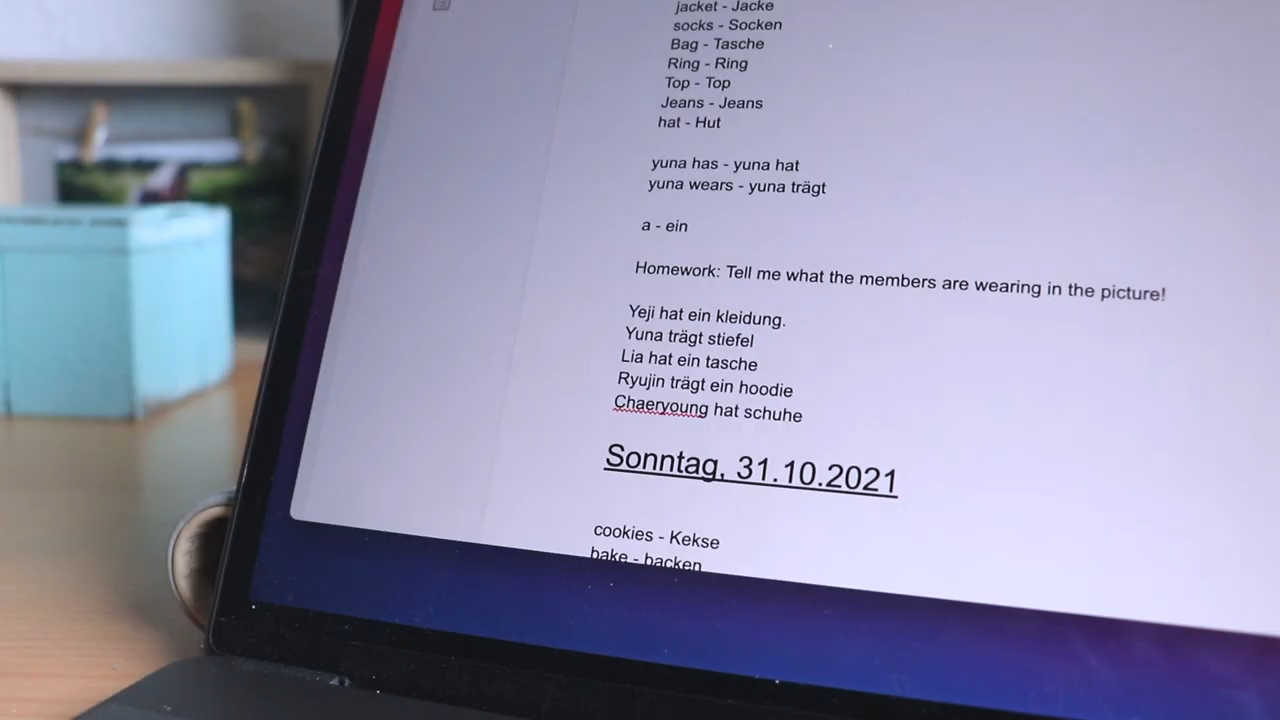 jacket - Jacke
socks - Socken
Bag - Tasche
Ring - Ring
Top - Top
Jeans - Jeans
hat - Hut
yuna has - yuna hat
yuna wears - yuna trägt
a - ein
Homework: Tell me what the members are wearing in the picture!
Yeji hat ein kleidung.
Yuna trägt stiefel
Lia hat ein tasche
Ryujin trägt ein hoodie
Chaeryoung hat schuhe
Sonntag, 31.10.2021
cookies - Kekse
bake - backen